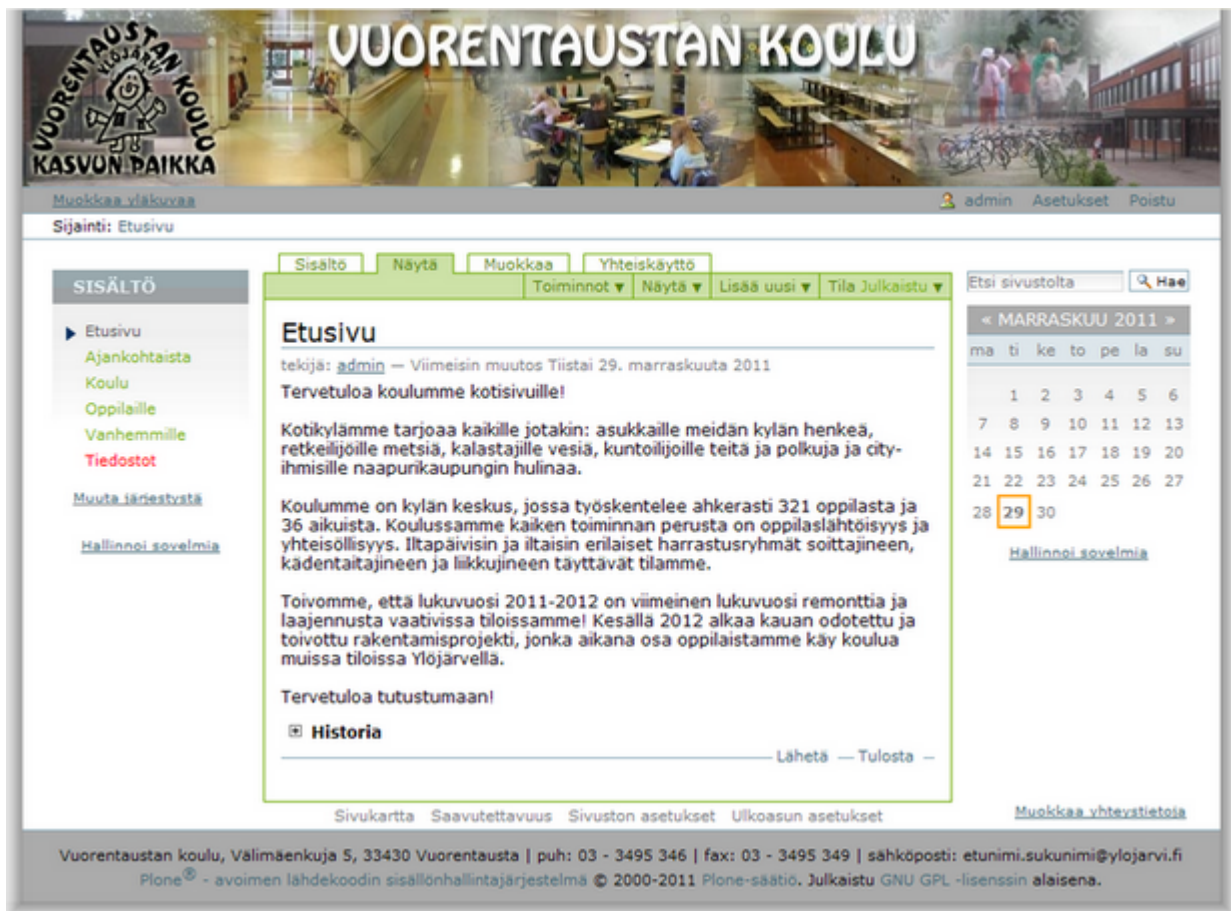 VUORENTAUSTAN KOULU
YLÖJÄRVI
KASVUN PAIKKA
VUORENTAUSTAN KOULU
Muokkaa yläkuvaa
admin Asetukset Poistu
Sijainti: Etusivu
SISÄLTÖ
Etusivu
Ajankohtaista
Koulu
Oppilaille
Vanhemmille
Tiedostot
Muuta järjestystä
Hallinnoi sovelmia
Sisältö Näytä Muokkaa Yhteiskäyttö
Toiminnot ▼ Näytä ▼ Lisää uusi ▼ Tila Julkaistu ▼
Etusivu
tekijä: admin — Viimeisin muutos Tiistai 29. marraskuuta 2011
Tervetuloa koulumme kotisivuille!
Kotikylämme tarjoaa kaikille jotakin: asukkaille meidän kylän henkeä,
retkeilijöille metsiä, kalastajille vesiä, kuntoilijoille teitä ja polkuja ja city-
ihmisille naapurikaupungin hulinaa.
Koulumme on kylän keskus, jossa työskentelee ahkerasti 321 oppilasta ja
36 aikuista. Koulussamme kaiken toiminnan perusta on oppilaslähtöisyys ja
yhteisöllisyys. Iltapäivisin ja iltaisin erilaiset harrastusryhmät soittajineen,
kädentaitajineen ja liikkujineen täyttävät tilamme.
Toivomme, että lukuvuosi 2011-2012 on viimeinen lukuvuosi remonttia ja
laajennusta vaativissa tiloissamme! Kesällä 2012 alkaa kauan odotettu ja
toivottu rakentamisprojekti, jonka aikana osa oppilaistamme käy koulua
muissa tiloissa Ylöjärvellä.
Tervetuloa tutustumaan!
Historia
Lähetä — Tulosta —
Etsi sivustolta Hae
« MARRASKUU 2011 »
ma ti ke to pe la su
1 2 3 4 5 6
7 8 9 10 11 12 13
14 15 16 17 18 19 20
21 22 23 24 25 26 27
28 29 30
Hallinnoi sovelmia
Sivukartta Saavutettavuus Sivuston asetukset Ulkoasun asetukset
Muokkaa yhteystietoja
Vuorentaustan koulu, Välimäenkuja 5, 33430 Vuorentausta | puh: 03 - 3495 346 | fax: 03 - 3495 349 | sähköposti: etunimi.sukunimi@ylojarvi.fi
Plone® - avoimen lähdekoodin sisällönhallintajärjestelmä © 2000-2011 Plone-säätiö. Julkaistu GNU GPL -lisenssin alaisena.